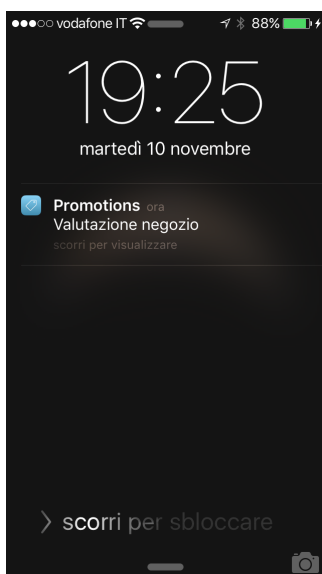 vodafone IT 88%
19:25
martedì 10 novembre
Promotions ora
Valutazione negozio
scorri per visualizzare
scorri per sbloccare